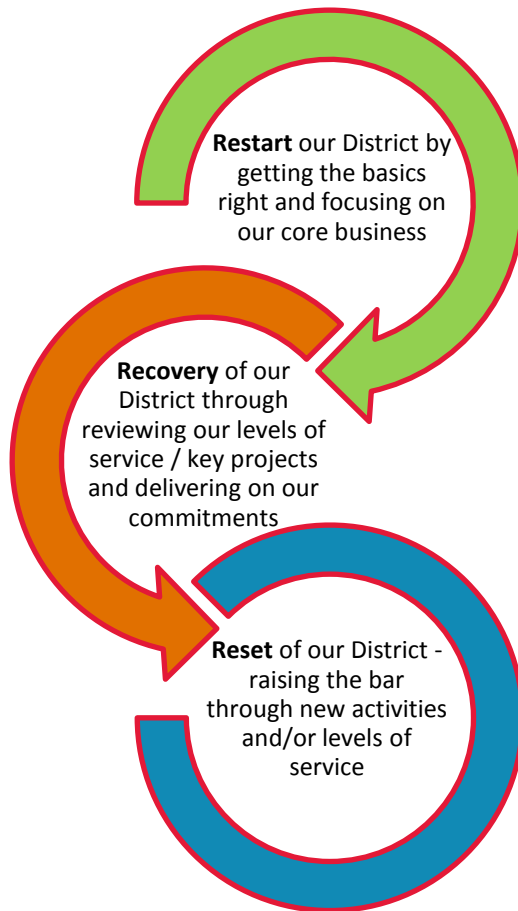 Restart our District by
getting the basics
right and focusing on
our core business
Recovery of our
District through
reviewing our levels of
service / key projects
and delivering on our
commitments
Reset of our District -
raising the bar
through new activities
and/or levels of
service